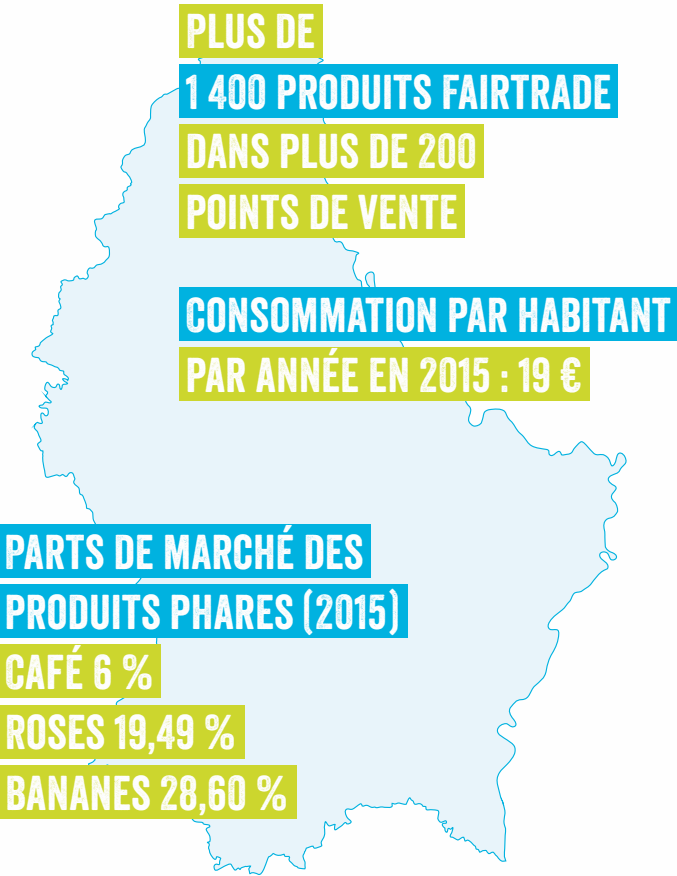 PLUS DE
1 400 PRODUITS FAIRTRADE
DANS PLUS DE 200
POINTS DE VENTE
CONSOMMATION PAR HABITANT
PAR ANNÉE EN 2015 : 19 €
PARTS DE MARCHÉ DES
PRODUITS PHARES (2015)
CAFÉ 6 %
ROSES 19,49 %
BANANES 28,60 %